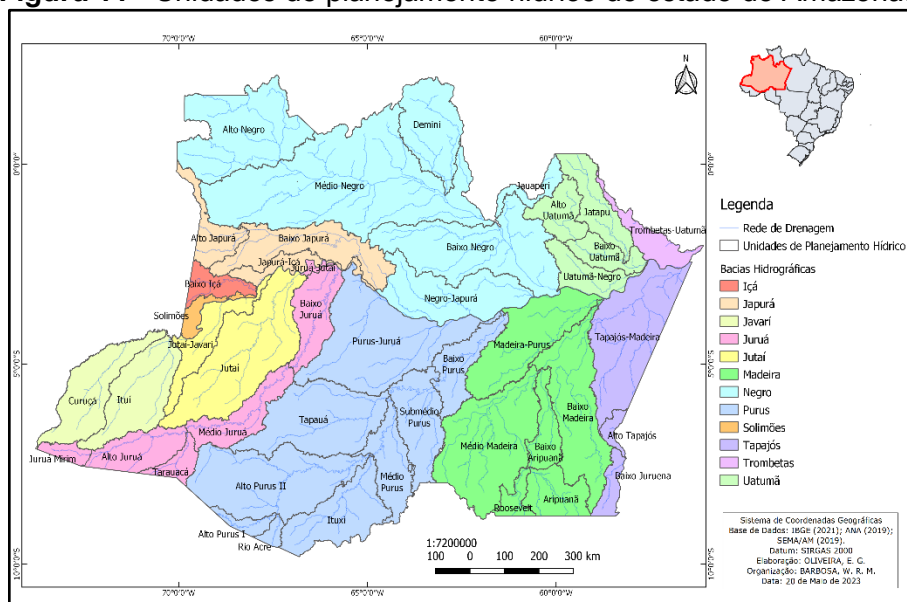 Figura 11 - Unidades de planejamento hídrico do estado do Amazonas
70°0'0"W 65°0'0"W 60°0'0"W
Alto Negro
Demini
0°0'0"
0°0'0"
Médio Negro
Jauaperi
Alto Uatumã
Jatapu
Trombetas-Uatumã
Alto Japurá
Baixo Japurá
Baixo Negro
Baixo Uatumã
Japurá-Içá
Juruá-Jutaí
Uatumã-Negro
Baixo Içá
Negro-Japurá
Solimões
Baixo Juruá
Jutaí-Javari
Purus-Juruá
Madeira-Purus
Tapajós-Madeira
5°0'0"S
5°0'0"S
Jutaí
Baixo Purus
Curuçá
Ituí
Tapauá
Submédio Purus
Baixo Madeira
Médio Juruá
Alto Tapajós
Juruá Mirim
Alto Juruá
Tarauacá
Médio Madeira
Baixo Aripuanã
Baixo Juruena
Alto Purus II
Médio Purus
Aripuanã
Roosevelt
Ituxi
Alto Purus I
Rio Acre
1:7200000
100 0 100 200 300 km
10°0'0"S
10°0'0"S
70°0'0"W 65°0'0"W 60°0'0"W
N
Legenda
Rede de Drenagem
Unidades de Planejamento Hídrico
Bacias Hidrográficas
Içá
Japurá
Javarí
Juruá
Jutaí
Madeira
Negro
Purus
Solimões
Tapajós
Trombetas
Uatumã
Sistema de Coordenadas Geográficas
Base de Dados: IBGE (2021); ANA (2019);
SEMA/AM (2019).
Datum: SIRGAS 2000
Elaboração: OLIVEIRA, E. G.
Organização: BARBOSA, W. R. M.
Data: 20 de Maio de 2023